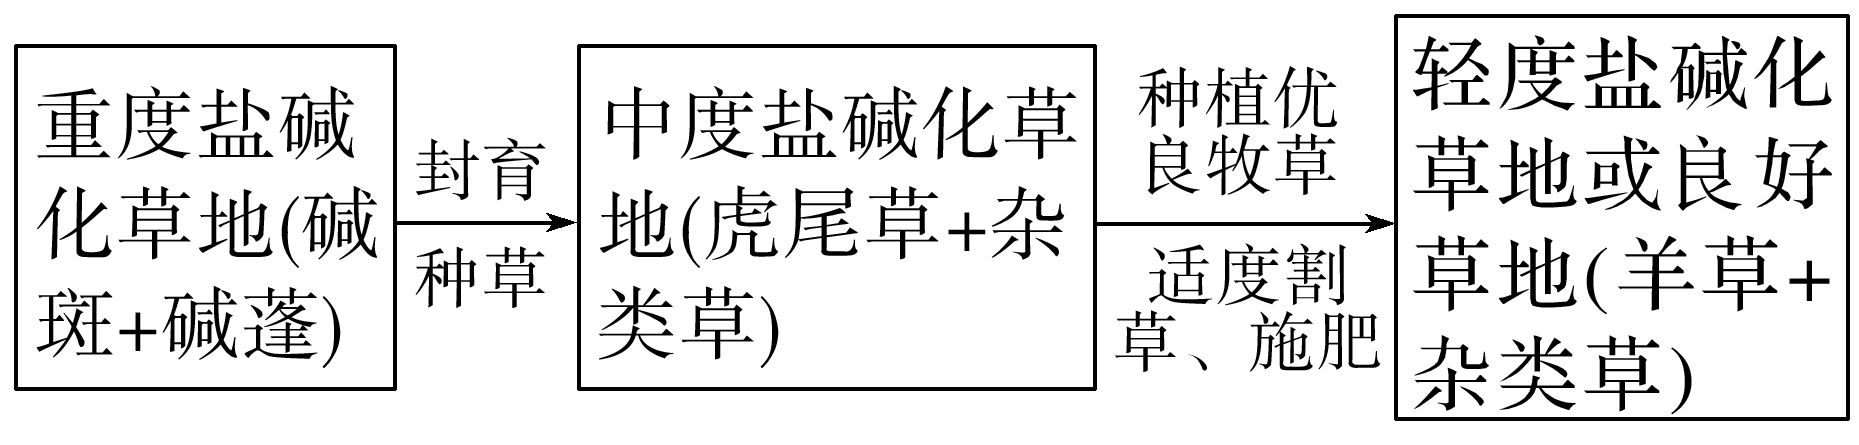 重度盐碱
化草地(碱
斑+碱蓬)
封育
种草
中度盐碱化草
地(虎尾草+杂
类草)
种植优
良牧草
适度割
草、施肥
轻度盐碱化
草地或良好
草地(羊草+
杂类草)